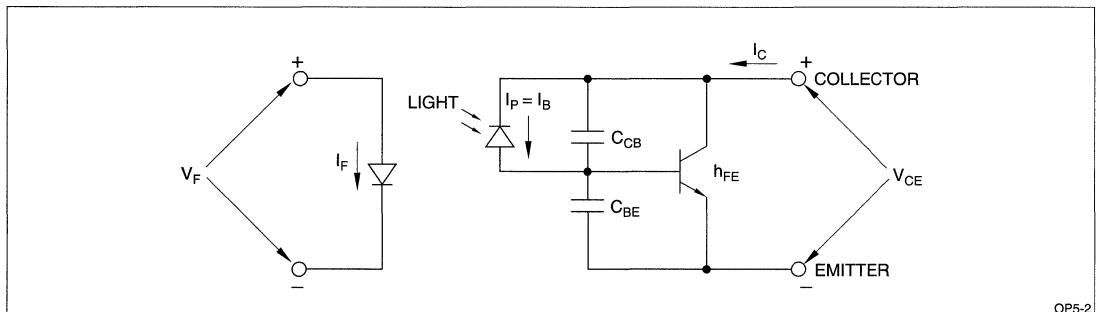 +
V_F
I_F
−
LIGHT
I_P = I_B
C_CB
C_BE
h_FE
I_C
+
COLLECTOR
V_CE
EMITTER
−
OP5-2